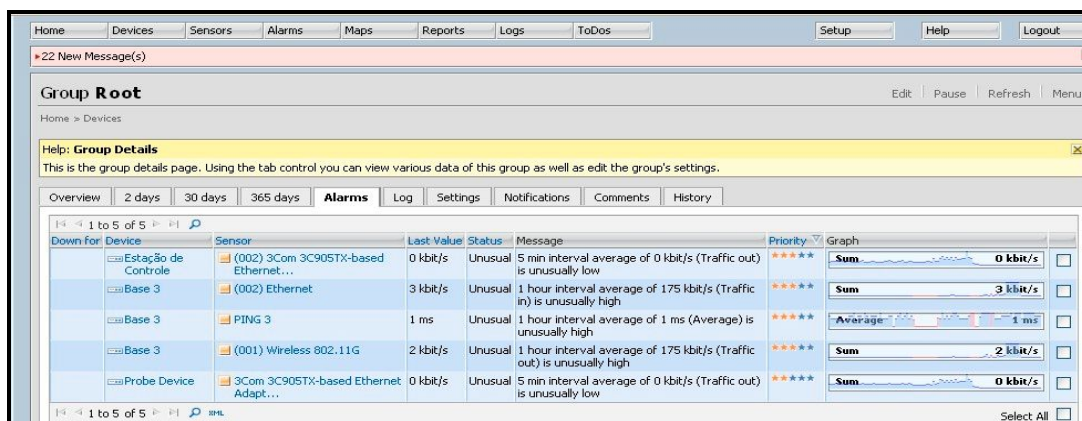 Home Devices Sensors Alarms Maps Reports Logs ToDos Setup Help Logout
22 New Message(s)
Group Root Edit Pause Refresh Menu
Home > Devices
Help: Group Details
This is the group details page. Using the tab control you can view various data of this group as well as edit the group's settings.
Overview 2 days 30 days 365 days Alarms Log Settings Notifications Comments History
1 to 5 of 5
Down for Device Sensor Last Value Status Message Priority Graph
Estação de Controle (002) 3Com 3C905TX-based Ethernet... 0 kbit/s Unusual 5 min interval average of 0 kbit/s (Traffic out) is unusually low Sum 0 kbit/s
Base 3 (002) Ethernet 3 kbit/s Unusual 1 hour interval average of 175 kbit/s (Traffic in) is unusually high Sum 3 kbit/s
Base 3 PING 3 1 ms Unusual 1 hour interval average of 1 ms (Average) is unusually high Average 1 ms
Base 3 (001) Wireless 802.11G 2 kbit/s Unusual 1 hour interval average of 175 kbit/s (Traffic out) is unusually high Sum 2 kbit/s
Probe Device 3Com 3C905TX-based Ethernet Adapt... 0 kbit/s Unusual 5 min interval average of 0 kbit/s (Traffic out) is unusually low Sum 0 kbit/s
1 to 5 of 5 XML Select All